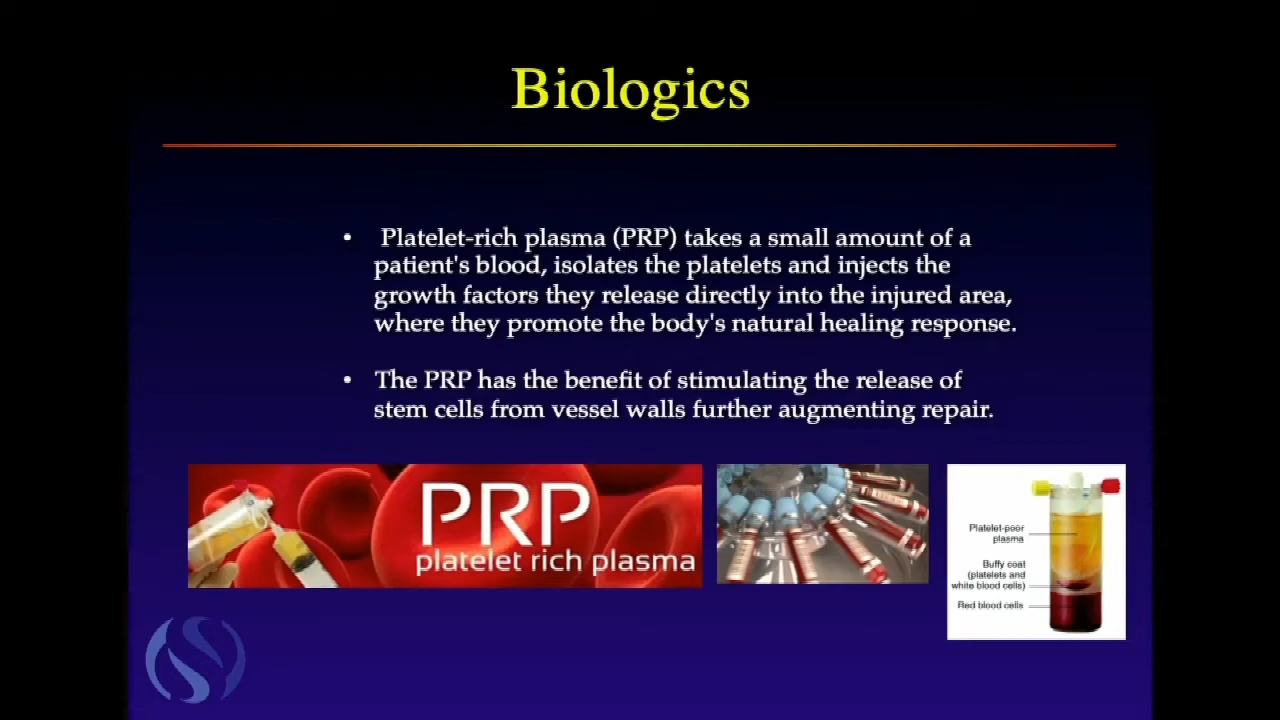 Biologics
• Platelet-rich plasma (PRP) takes a small amount of a
patient's blood, isolates the platelets and injects the
growth factors they release directly into the injured area,
where they promote the body's natural healing response.
• The PRP has the benefit of stimulating the release of
stem cells from vessel walls further augmenting repair.
PRP
platelet rich plasma
Platelet-poor
plasma
Buffy coat
(platelets and
white blood cells)
Red blood cells